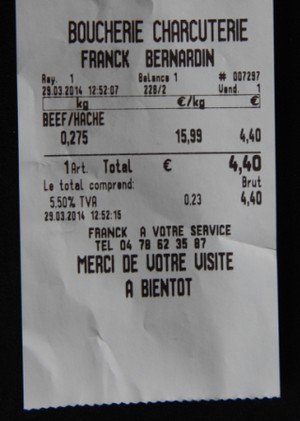 BOUCHERIE CHARCUTERIE
FRANCK BERNARDIN
Ray. 1 Balance 1 # 007297
29.03.2014 12:52:07 228/2 Vend. 1
kg €/kg €
BEEF/HACHE
0,275 15,99 4,40
1 Art. Total € 4,40
Le total comprend: Brut
5,50% TVA 0,23 4,40
29.03.2014 12:52:15
FRANCK A VOTRE SERVICE
TEL 04 78 62 35 87
MERCI DE VOTRE VISITE
A BIENTOT